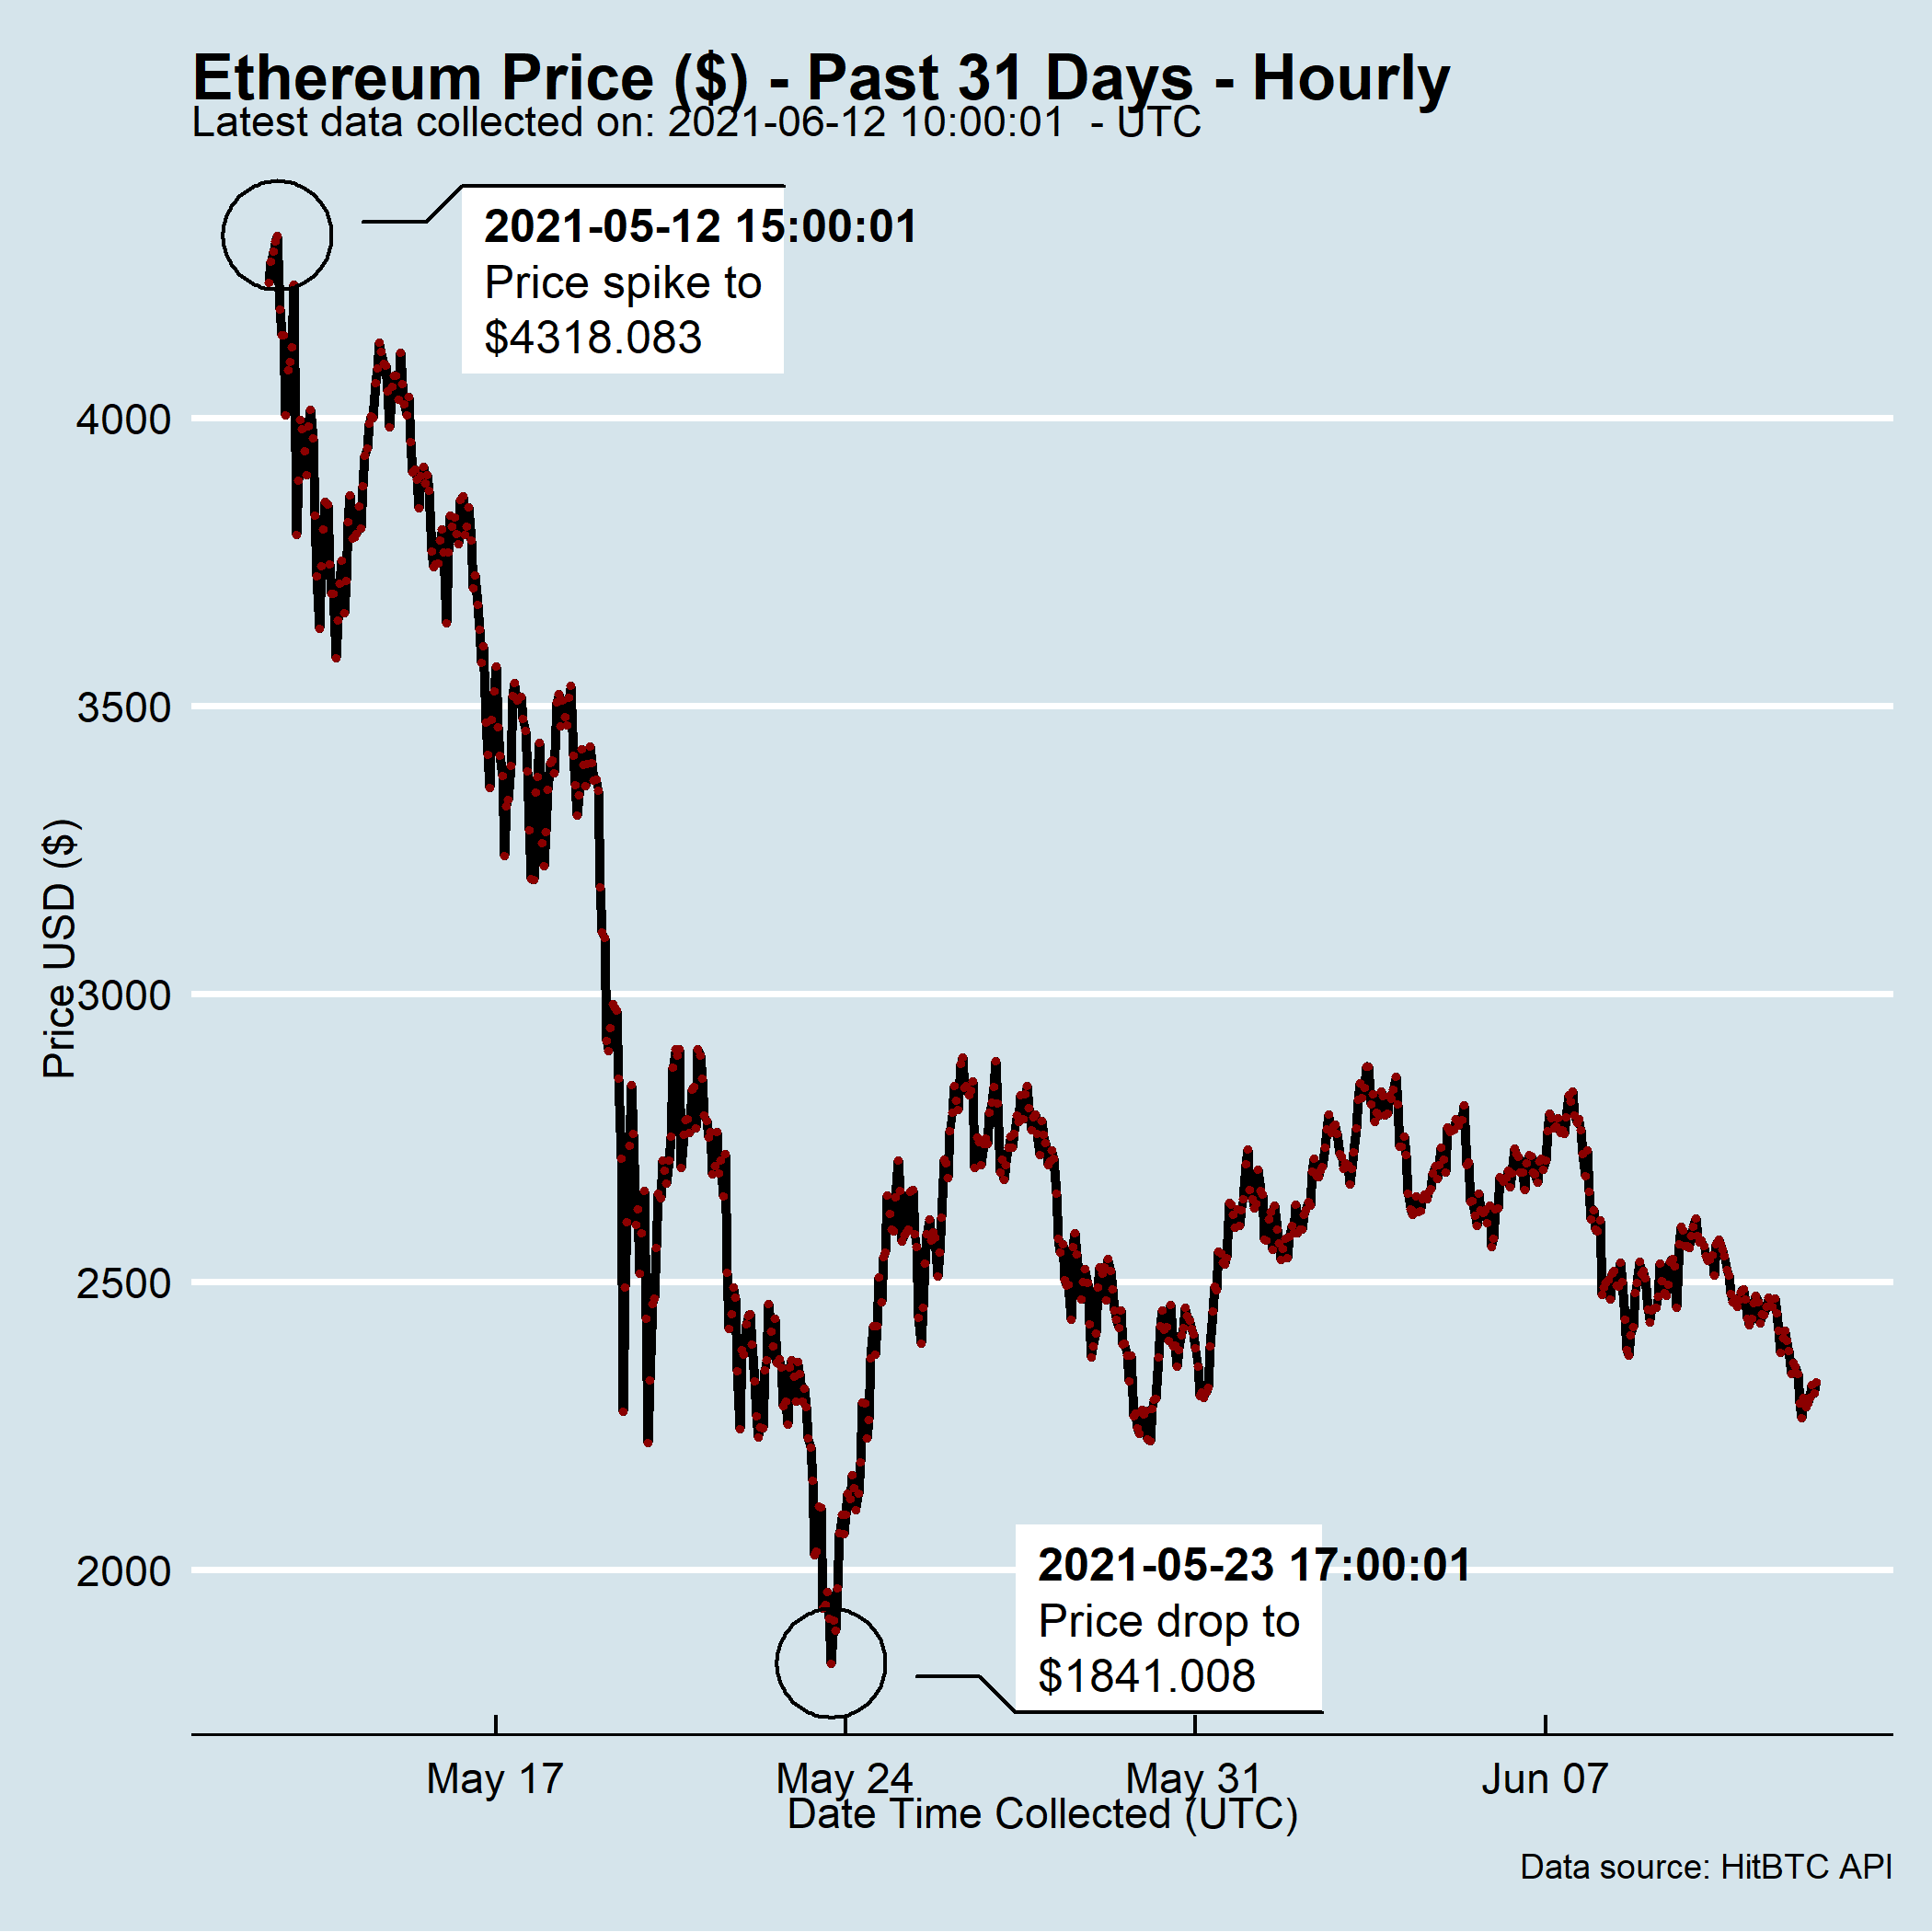 Ethereum Price ($) - Past 31 Days - Hourly
Latest data collected on: 2021-06-12 10:00:01  - UTC
2021-05-12 15:00:01
Price spike to
$4318.083
4000
3500
3000
2500
2000
Price USD ($)
2021-05-23 17:00:01
Price drop to
$1841.008
May 17
May 24
May 31
Jun 07
Date Time Collected (UTC)
Data source: HitBTC API